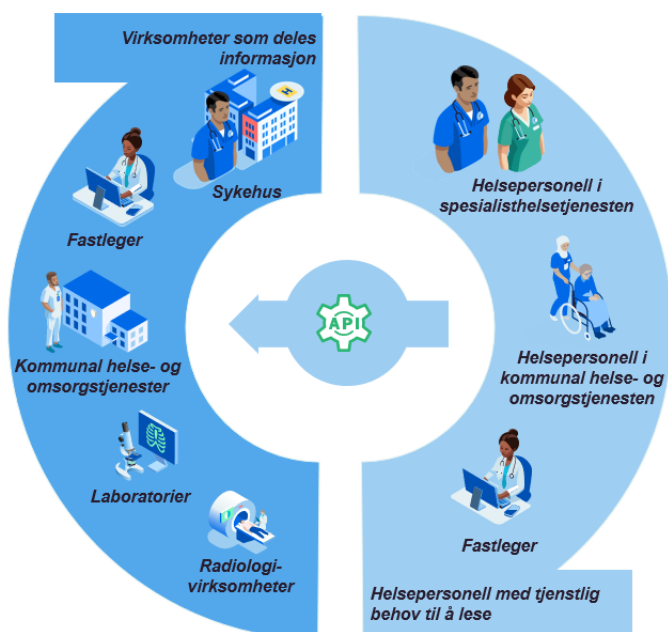 Virksomheter som deles
informasjon
Sykehus
Fastleger
Kommunal helse- og
omsorgstjenester
Laboratorier
Radiologi-
virksomheter
API
Helsepersonell i
spesialisthelsetjenesten
Helsepersonell i
kommunal helse- og
omsorgstjenesten
Fastleger
Helsepersonell med tjenstlig
behov til å lese